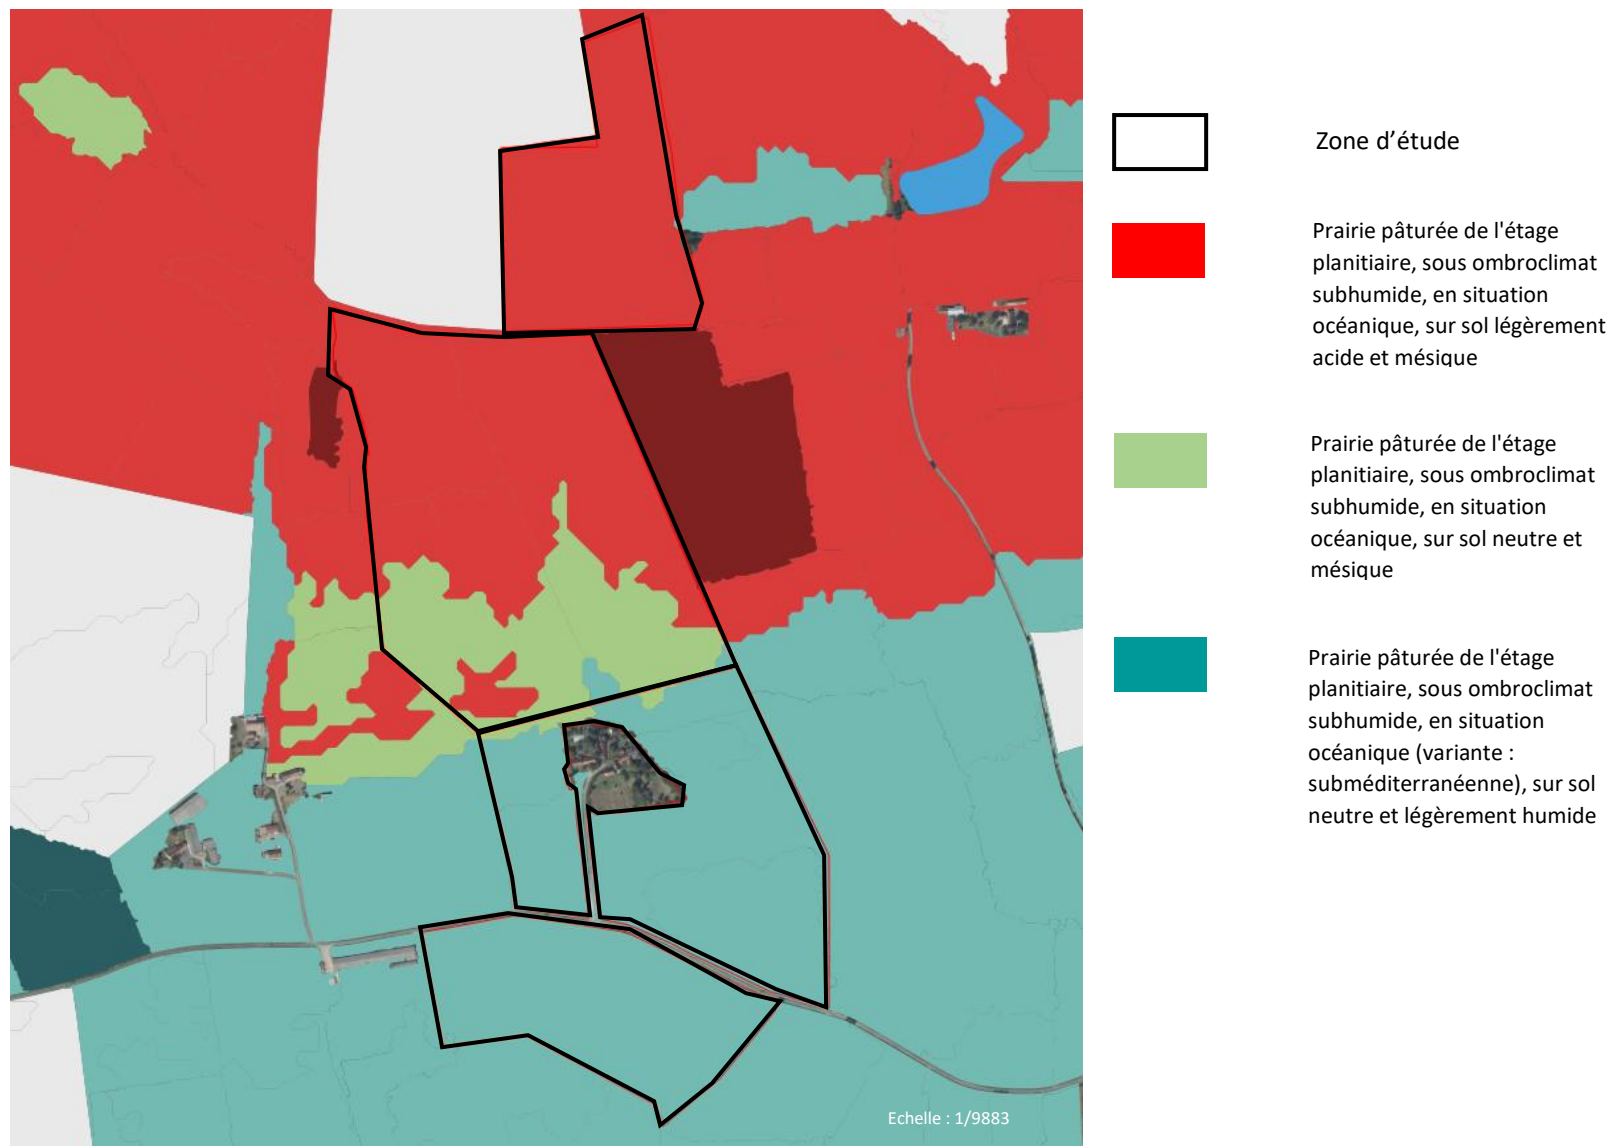 Zone d’étude
Prairie pâturée de l'étage
planitiaire, sous ombroclimat
subhumide, en situation
océanique, sur sol légèrement
acide et mésique
Prairie pâturée de l'étage
planitiaire, sous ombroclimat
subhumide, en situation
océanique, sur sol neutre et
mésique
Prairie pâturée de l'étage
planitiaire, sous ombroclimat
subhumide, en situation
océanique (variante :
subméditerranéenne), sur sol
neutre et légèrement humide
Echelle : 1/9883